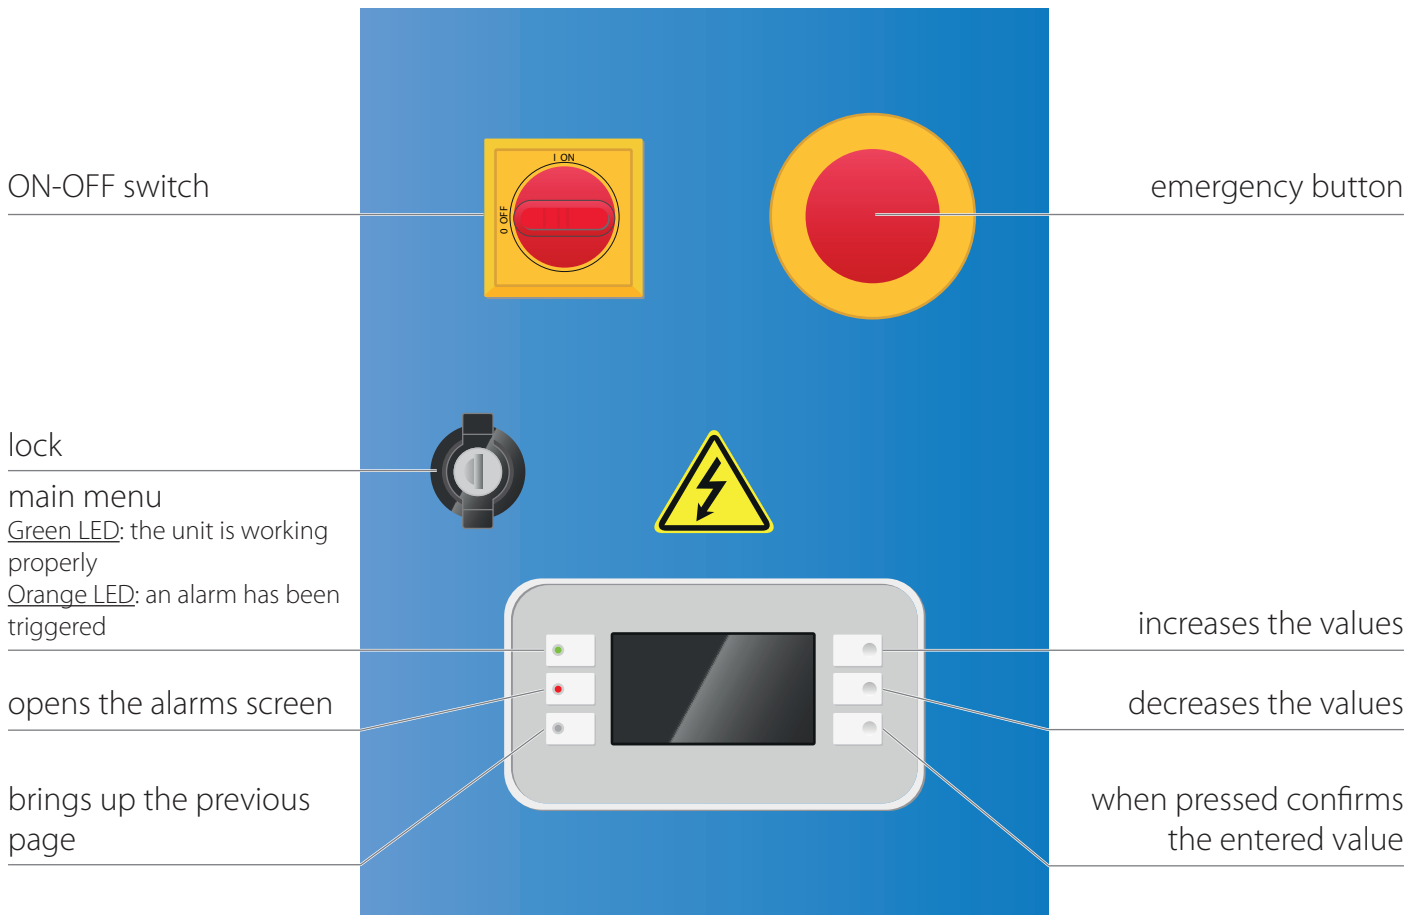 ON-OFF switch
I ON
0 OFF
emergency button
lock
main menu
Green LED: the unit is working
properly
Orange LED: an alarm has been
triggered
opens the alarms screen
brings up the previous
page
increases the values
decreases the values
when pressed confirms
the entered value